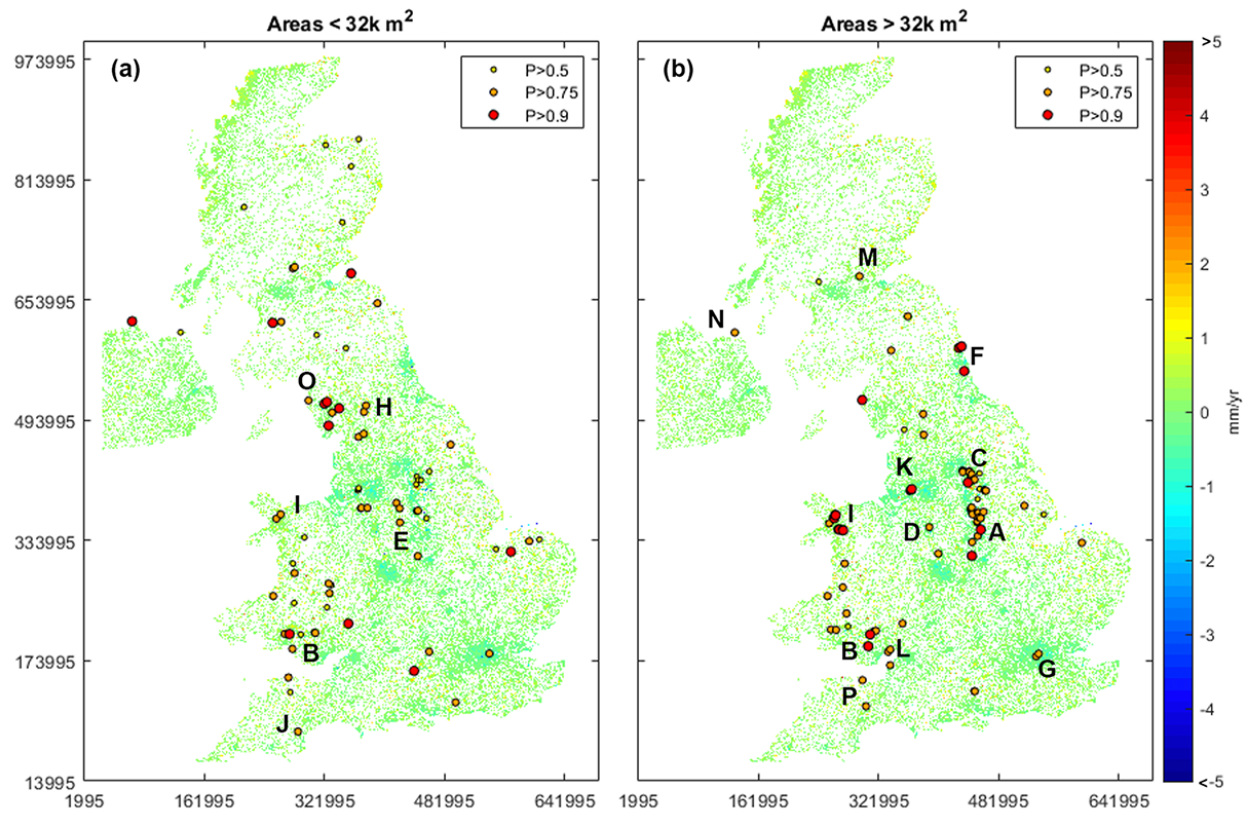 Areas < 32k m²
Areas > 32k m²
(a)
P>0.5
P>0.75
P>0.9
973995
813995
653995
493995
333995
173995
13995
1995
161995
321995
481995
641995
O
H
I
E
B
J
(b)
P>0.5
P>0.75
P>0.9
M
N
F
C
K
I
D
A
B
L
G
P
1995
161995
321995
481995
641995
>5
4
3
2
1
0
-1
-2
-3
-4
<-5
mm/yr